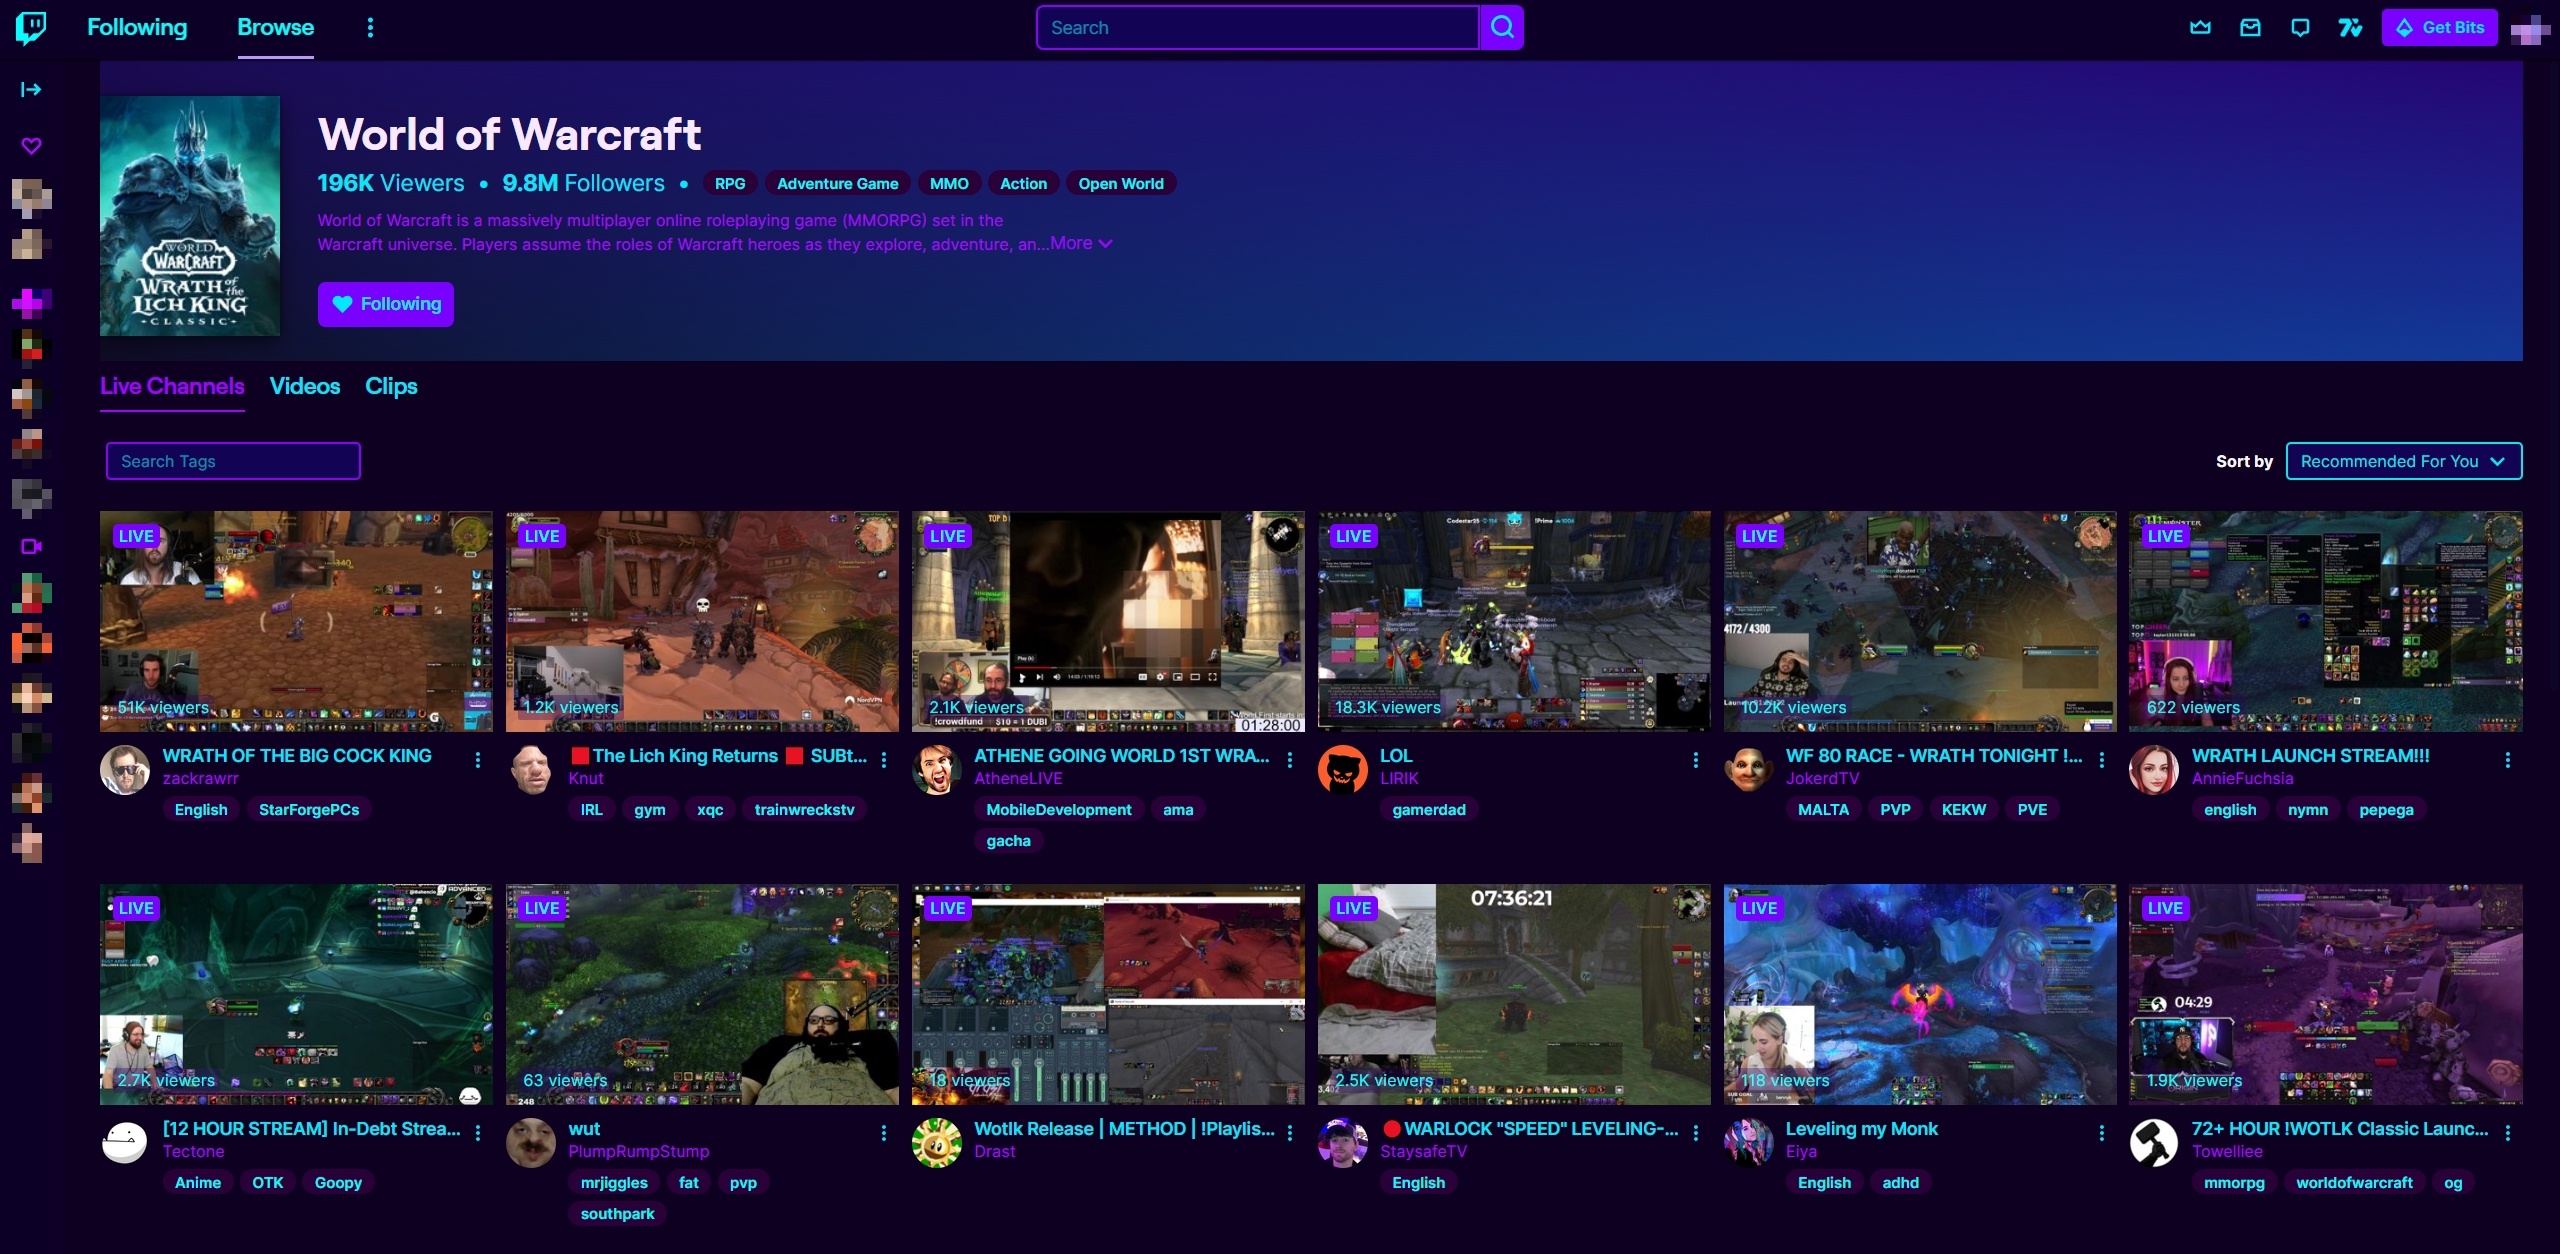 Following
Browse
Search
Get Bits
WORLD
WARCRAFT
WRATH of the
LICH KING
CLASSIC
World of Warcraft
196K Viewers • 9.8M Followers •
RPG
Adventure Game
MMO
Action
Open World
World of Warcraft is a massively multiplayer online roleplaying game (MMORPG) set in the
Warcraft universe. Players assume the roles of Warcraft heroes as they explore, adventure, an...More
Following
Live Channels
Videos
Clips
Search Tags
Sort by
Recommended For You
LIVE
51K viewers
WRATH OF THE BIG COCK KING
zackrawrr
English
StarForgePCs
LIVE
NordVPN
1.2K viewers
The Lich King Returns SUBt...
Knut
IRL
gym
xqc
trainwreckstv
LIVE
2.1K viewers
!crowdfund $10 = 1 DUBI
01:28:00
ATHENE GOING WORLD 1ST WRA...
AtheneLIVE
MobileDevelopment
ama
gacha
LIVE
18.3K viewers
LOL
LIRIK
gamerdad
LIVE
4172 / 4300
10.2K viewers
WF 80 RACE - WRATH TONIGHT !...
JokerdTV
MALTA
PVP
KEKW
PVE
LIVE
622 viewers
WRATH LAUNCH STREAM!!!
AnnieFuchsia
english
nymn
pepega
LIVE
ADVANCED
2.7K viewers
[12 HOUR STREAM] In-Debt Strea...
Tectone
Anime
OTK
Goopy
LIVE
63 viewers
248
wut
PlumpRumpStump
mrjiggles
fat
pvp
southpark
LIVE
18 viewers
Wotlk Release | METHOD | !Playlis...
Drast
LIVE
07:36:21
2.5K viewers
WARLOCK "SPEED" LEVELING-...
StaysafeTV
English
LIVE
118 viewers
Leveling my Monk
Eiya
English
adhd
LIVE
04:29
1.9K viewers
72+ HOUR !WOTLK Classic Launc...
Towelliee
mmorpg
worldofwarcraft
og